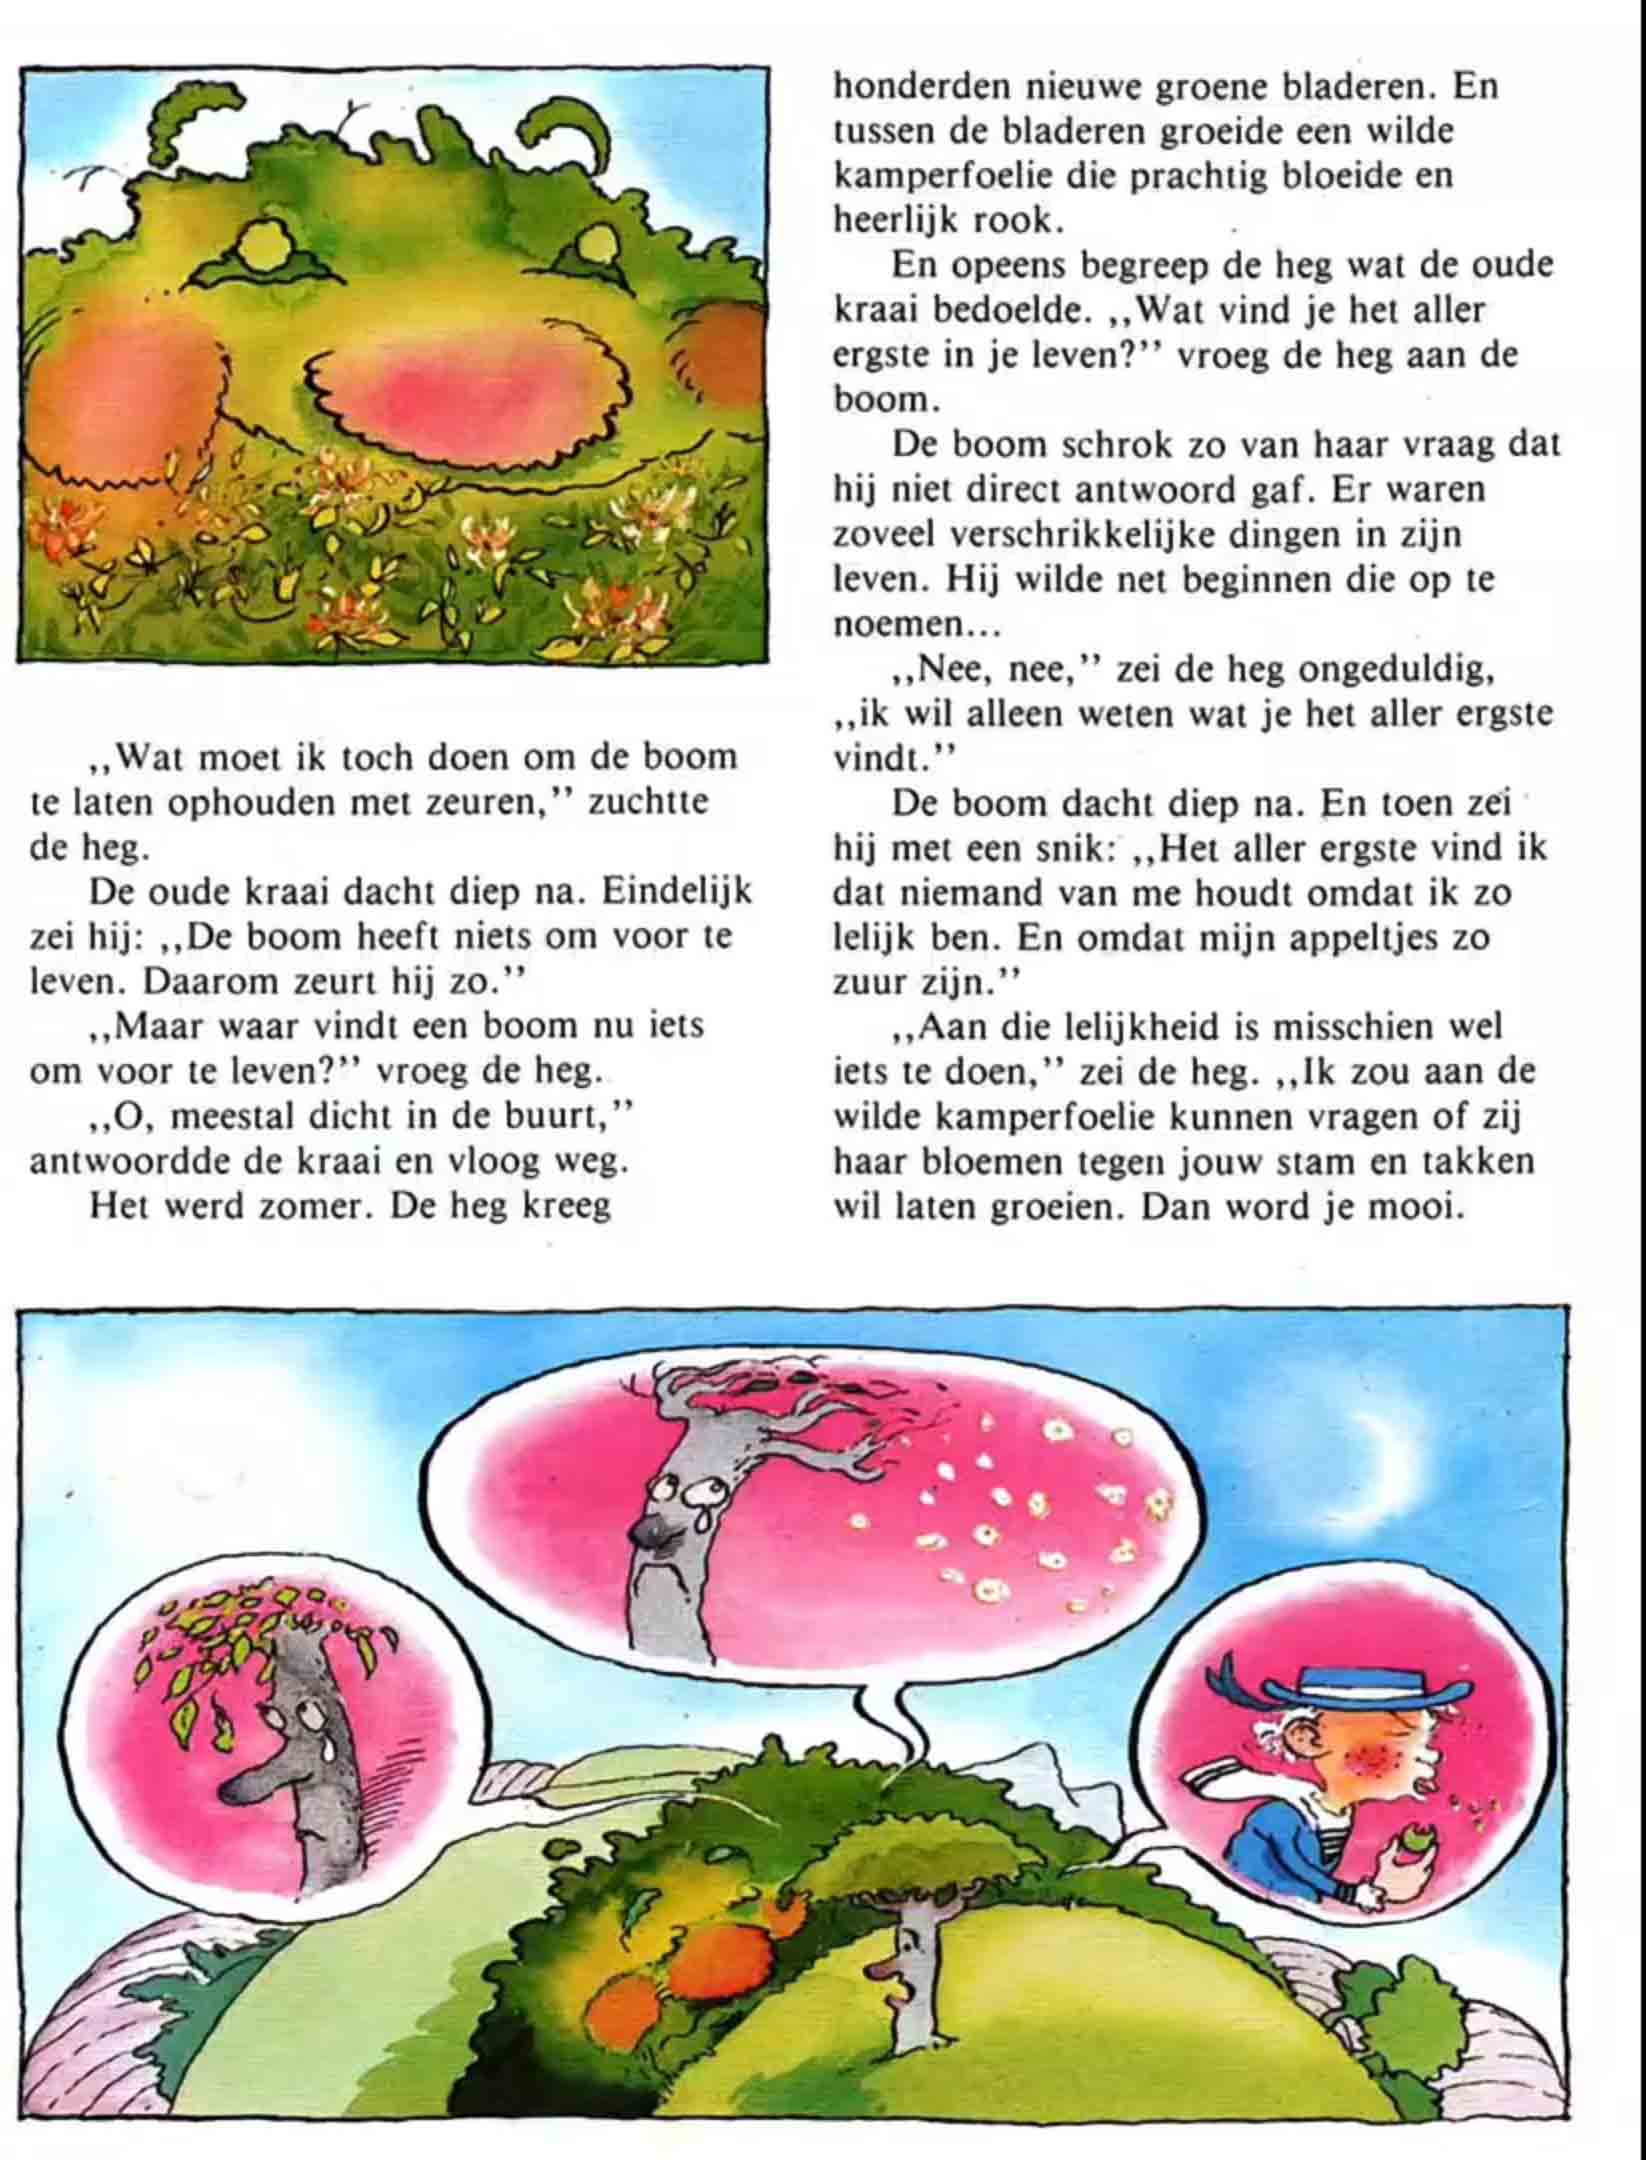 ,,Wat moet ik toch doen om de boom
te laten ophouden met zeuren,’’ zuchtte
de heg.
De oude kraai dacht diep na. Eindelijk
zei hij: ,,De boom heeft niets om voor te
leven. Daarom zeurt hij zo.’’
,,Maar waar vindt een boom nu iets
om voor te leven?’’ vroeg de heg.
,,O, meestal dicht in de buurt,’’
antwoordde de kraai en vloog weg.
Het werd zomer. De heg kreeg
honderden nieuwe groene bladeren. En
tussen de bladeren groeide een wilde
kamperfoelie die prachtig bloeide en
heerlijk rook.
En opeens begreep de heg wat de oude
kraai bedoelde. ,,Wat vind je het aller
ergste in je leven?’’ vroeg de heg aan de
boom.
De boom schrok zo van haar vraag dat
hij niet direct antwoord gaf. Er waren
zoveel verschrikkelijke dingen in zijn
leven. Hij wilde net beginnen die op te
noemen...
,,Nee, nee,’’ zei de heg ongeduldig,
,,ik wil alleen weten wat je het aller ergste
vindt.’’
De boom dacht diep na. En toen zei
hij met een snik: ,,Het aller ergste vind ik
dat niemand van me houdt omdat ik zo
lelijk ben. En omdat mijn appeltjes zo
zuur zijn.’’
,,Aan die lelijkheid is misschien wel
iets te doen,’’ zei de heg. ,,Ik zou aan de
wilde kamperfoelie kunnen vragen of zij
haar bloemen tegen jouw stam en takken
wil laten groeien. Dan word je mooi.